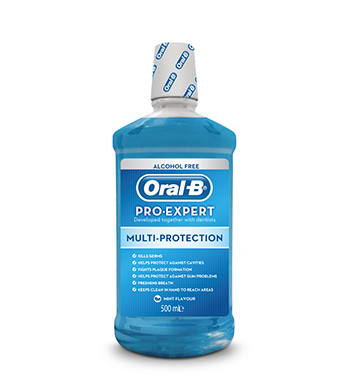 Oral-B
ALCOHOL FREE
Oral-B
PRO-EXPERT
Developed together with dentists
MULTI-PROTECTION
KILLS GERMS
HELPS PROTECT AGAINST CAVITIES
FIGHTS PLAQUE FORMATION
HELPS PROTECT AGAINST GUM PROBLEMS
FRESHENS BREATH
KEEPS CLEAN IN HARD TO REACH AREAS
MINT FLAVOUR
500 mLe